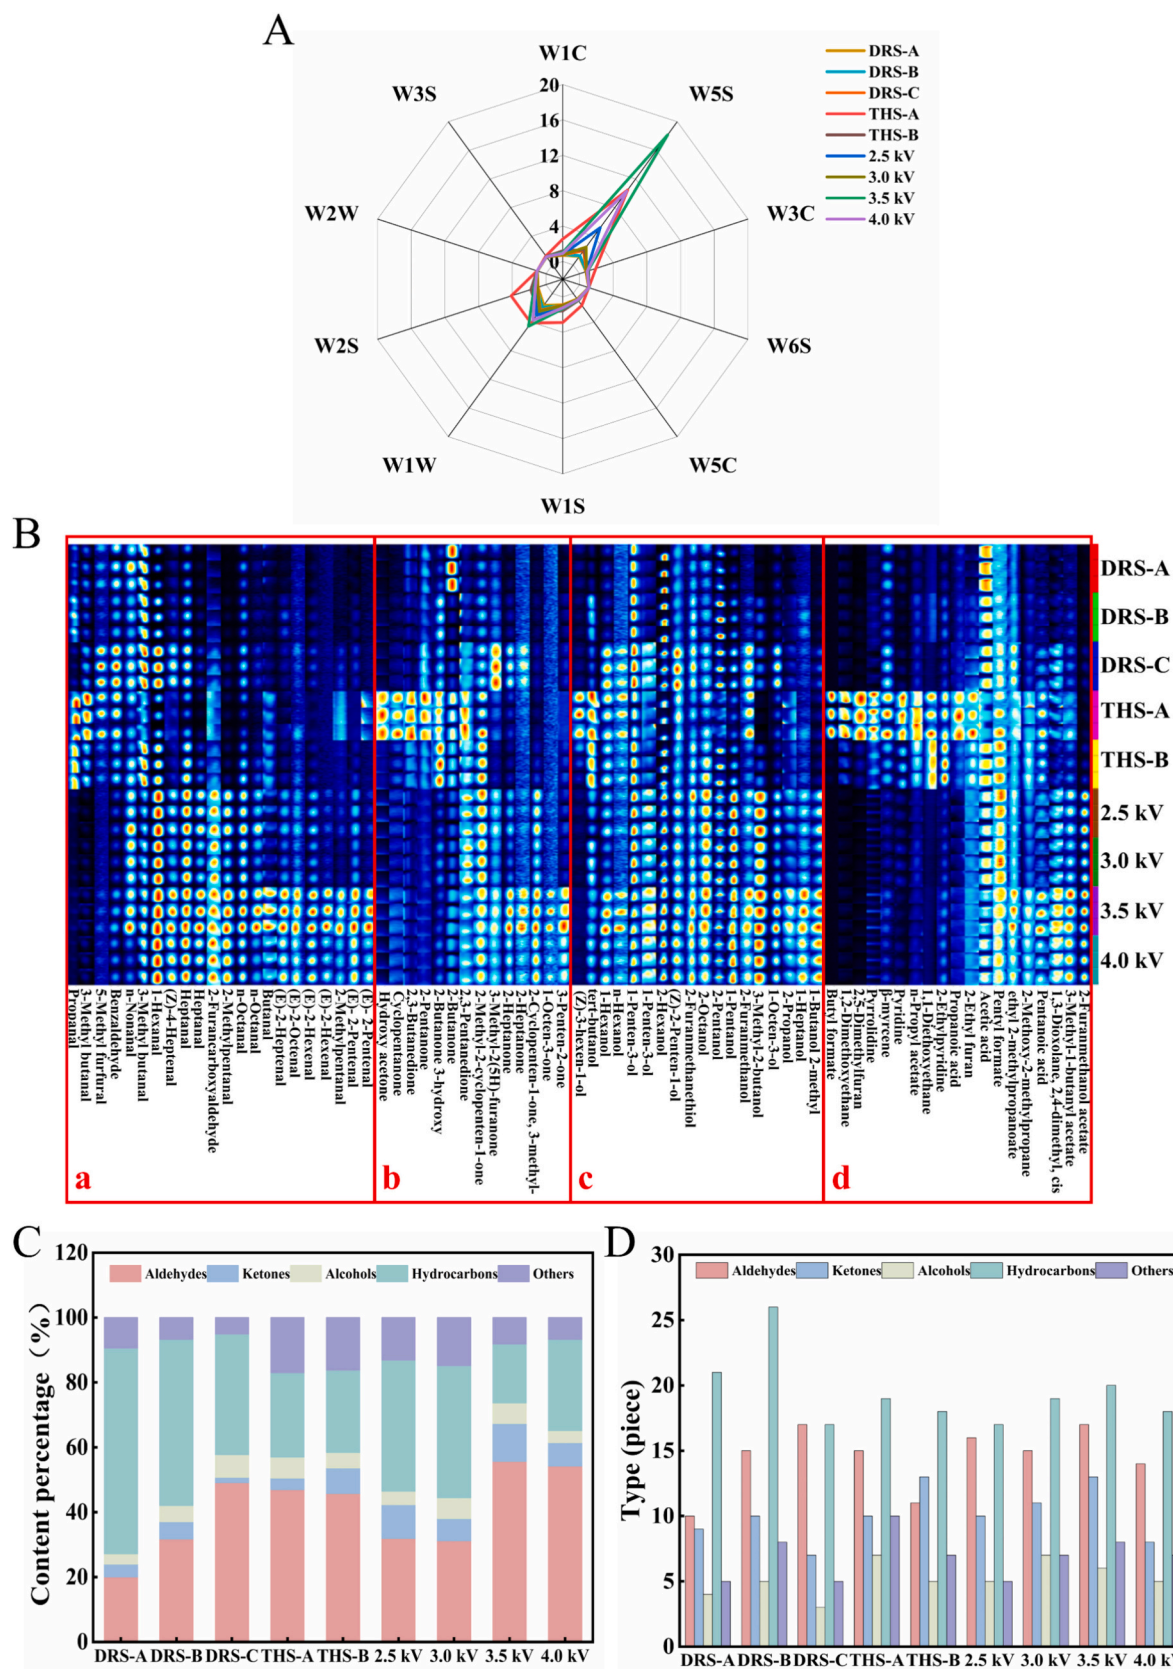 A
W1C
W5S
W3C
W6S
W5C
W1S
W1W
W2S
W2W
W3S
20
16
12
8
4
0
DRS-A
DRS-B
DRS-C
THS-A
THS-B
2.5 kV
3.0 kV
3.5 kV
4.0 kV
B
DRS-A
DRS-B
DRS-C
THS-A
THS-B
2.5 kV
3.0 kV
3.5 kV
4.0 kV
Propanal
3-Methyl butanal
5-Methyl furfural
Benzaldehyde
n-Nonanal
3-Methyl butanal
1-Hexanal
(Z)-4-Heptenal
Heptanal
Heptanal
2-Furancarboxyaldehyde
2-Methylpentanal
n-Octanal
n-Octanal
Butanal
(E)-2-Heptenal
(E)-2-Octenal
(E)-2-Hexenal
(E)-2-Hexenal
2-Methylpentanal
(E)- 2-Pentenal
(E)- 2-Pentenal
Hydroxy acetone
Cyclopentanone
2,3-Butanedione
2-Pentanone
2-Butanone 3-hydroxy
2-Butanone
2,3-Pentanedione
2-Methyl-2-cyclopenten-1-one
3-Methyl-2(5H)-furanone
2-Heptanone
2-Heptanone
2-Cyclopenten-1-one, 3-methyl-
1-Octen-3-one
3-Penten-2-one
(Z)-3-Hexen-1-ol
tert-butanol
1-Hexanol
n-Hexanol
1-Penten-3-ol
1-Penten-3-ol
2-Hexanol
(Z)-2-Penten-1-ol
2-Furanmethanethiol
2-Octanol
2-Pentanol
1-Pentanol
2-Furanmethanol
3-Methyl-2-butanol
1-Octen-3-ol
2-Propanol
1-Heptanol
1-Butanol 2-methyl
Butyl formate
1,2-Dimethoxyethane
2,5-Dimethylfuran
Pyrrolidine
β-myrcene
Pyridine
n-Propyl acetate
1,1-Diethoxyethane
2-Ethylpyridine
Propanoic acid
2-Ethyl furan
Acetic acid
Pentyl formate
ethyl 2-methylpropanoate
2-Methoxy-2-methylpropane
Pentanoic acid
1,3-Dioxolane, 2,4-dimethyl, cis
3-Methyl-1-butanyl acetate
2-Furanmethanol acetate
a
b
c
d
C
Content percentage (%)
120
100
80
60
40
20
0
Aldehydes
Ketones
Alcohols
Hydrocarbons
Others
DRS-A DRS-B DRS-C THS-A THS-B 2.5 kV 3.0 kV 3.5 kV 4.0 kV
D
Type (piece)
30
25
20
15
10
5
0
Aldehydes
Ketones
Alcohols
Hydrocarbons
Others
DRS-A DRS-B DRS-C THS-A THS-B 2.5 kV 3.0 kV 3.5 kV 4.0 kV